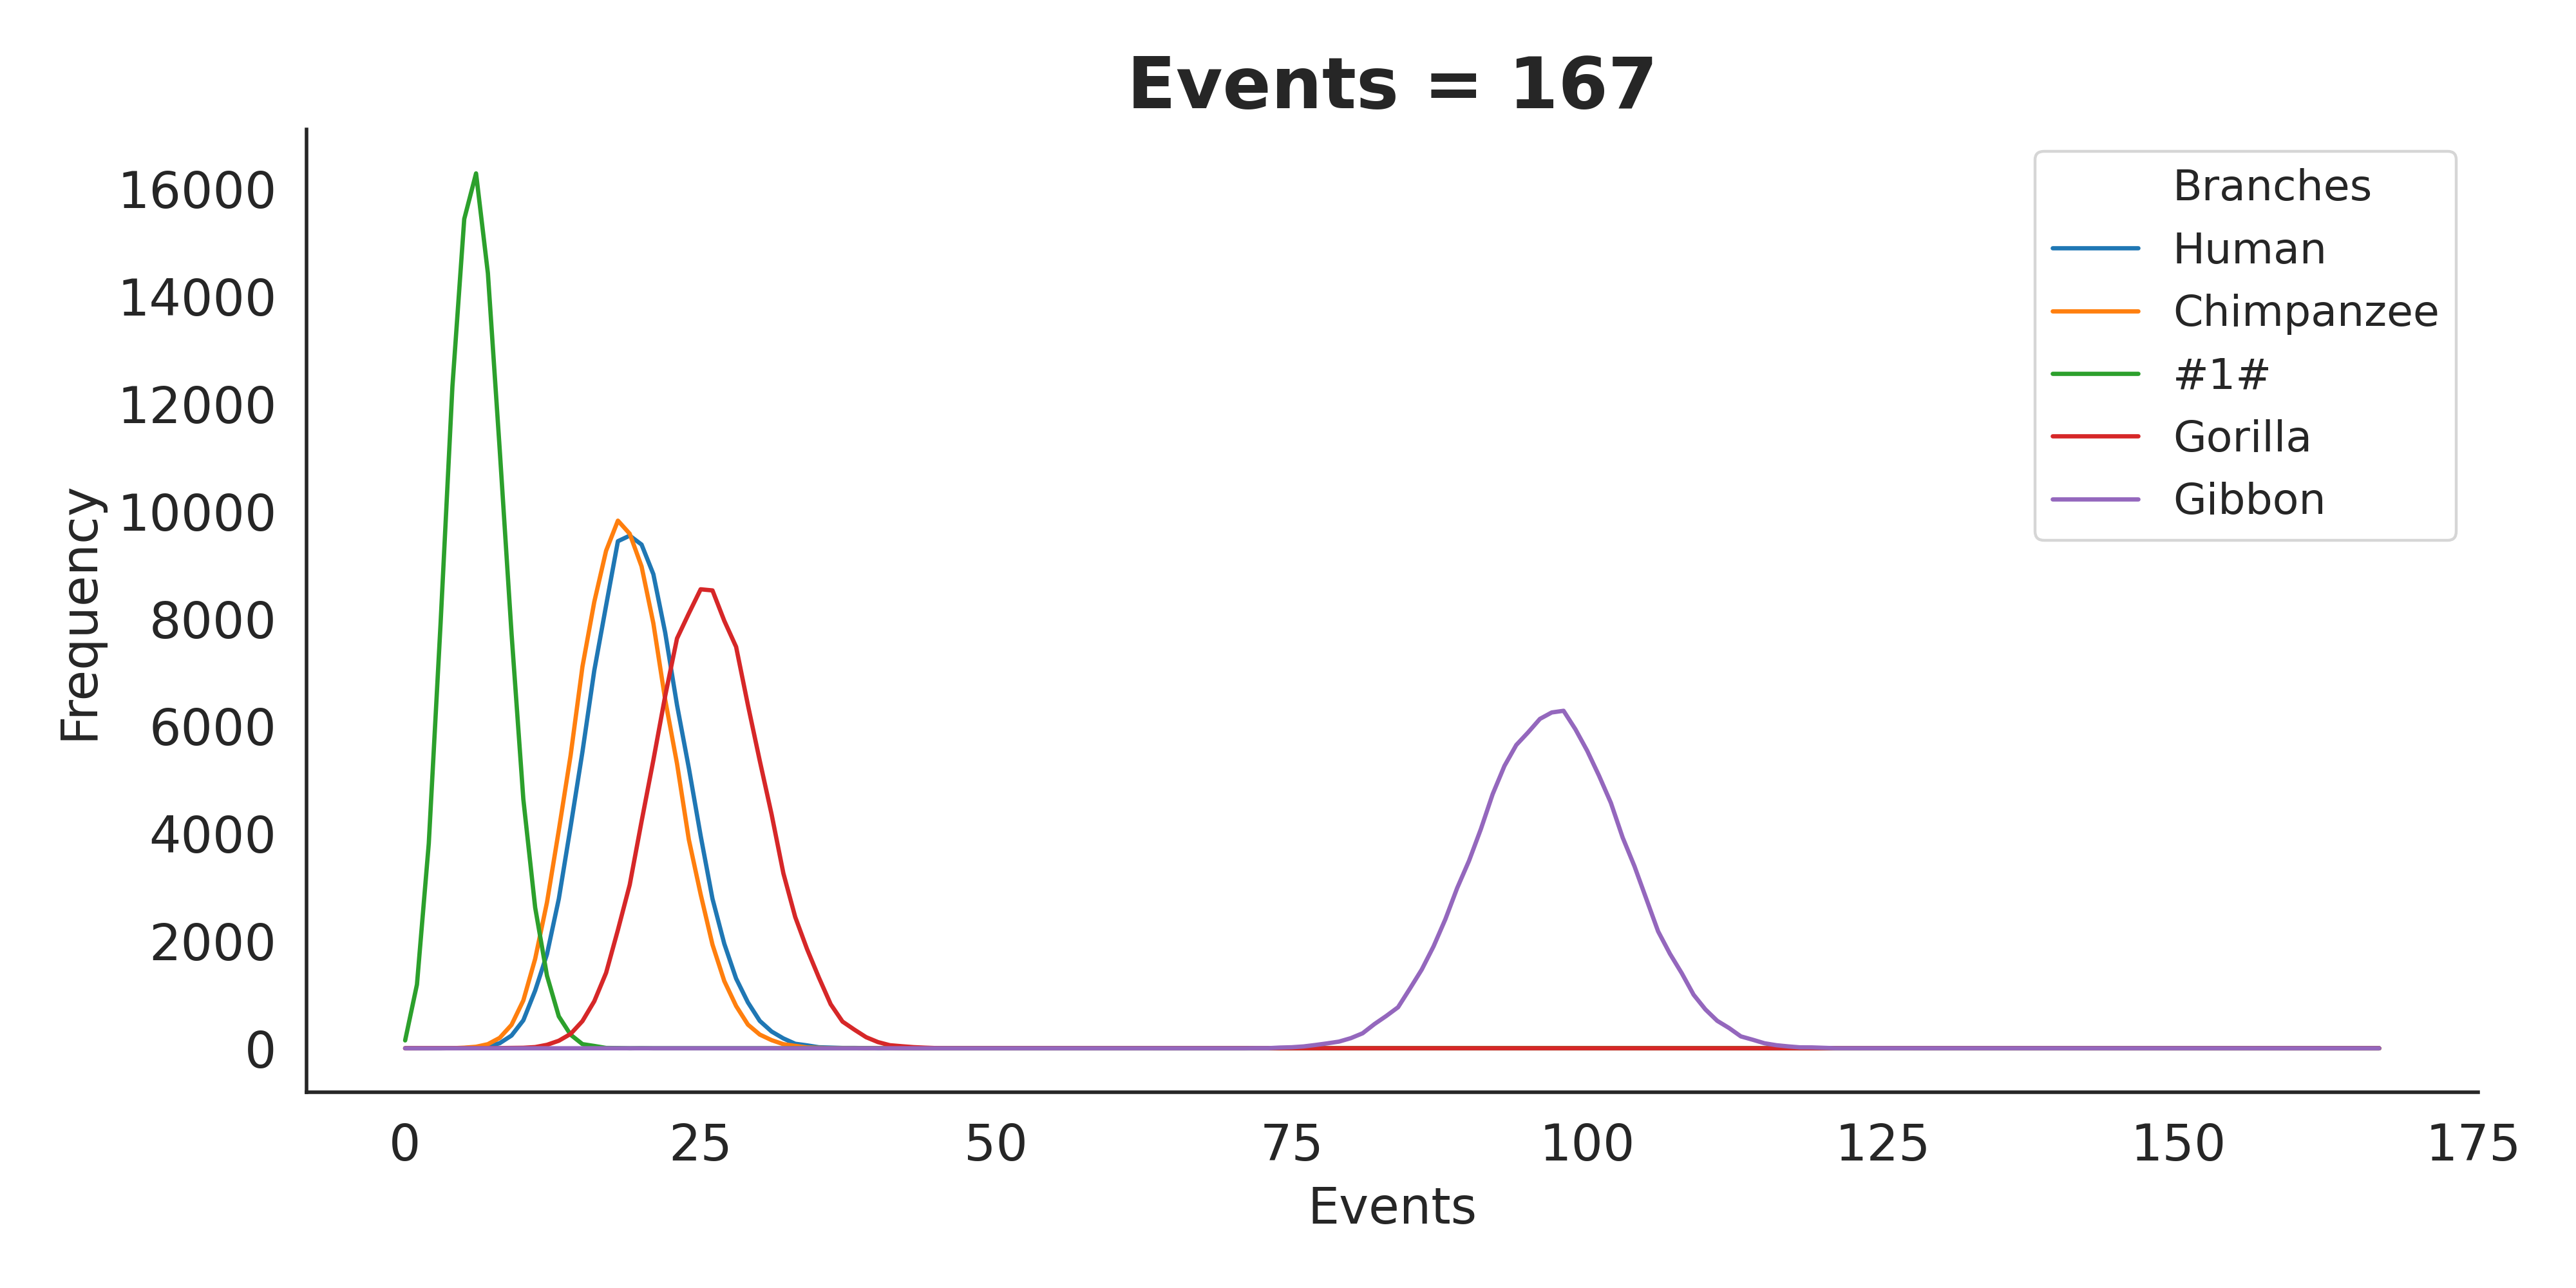 Events = 167
Branches
Human
Chimpanzee
#1#
Gorilla
Gibbon
Frequency
16000
14000
12000
10000
8000
6000
4000
2000
0
0 25 50 75 100 125 150 175
Events